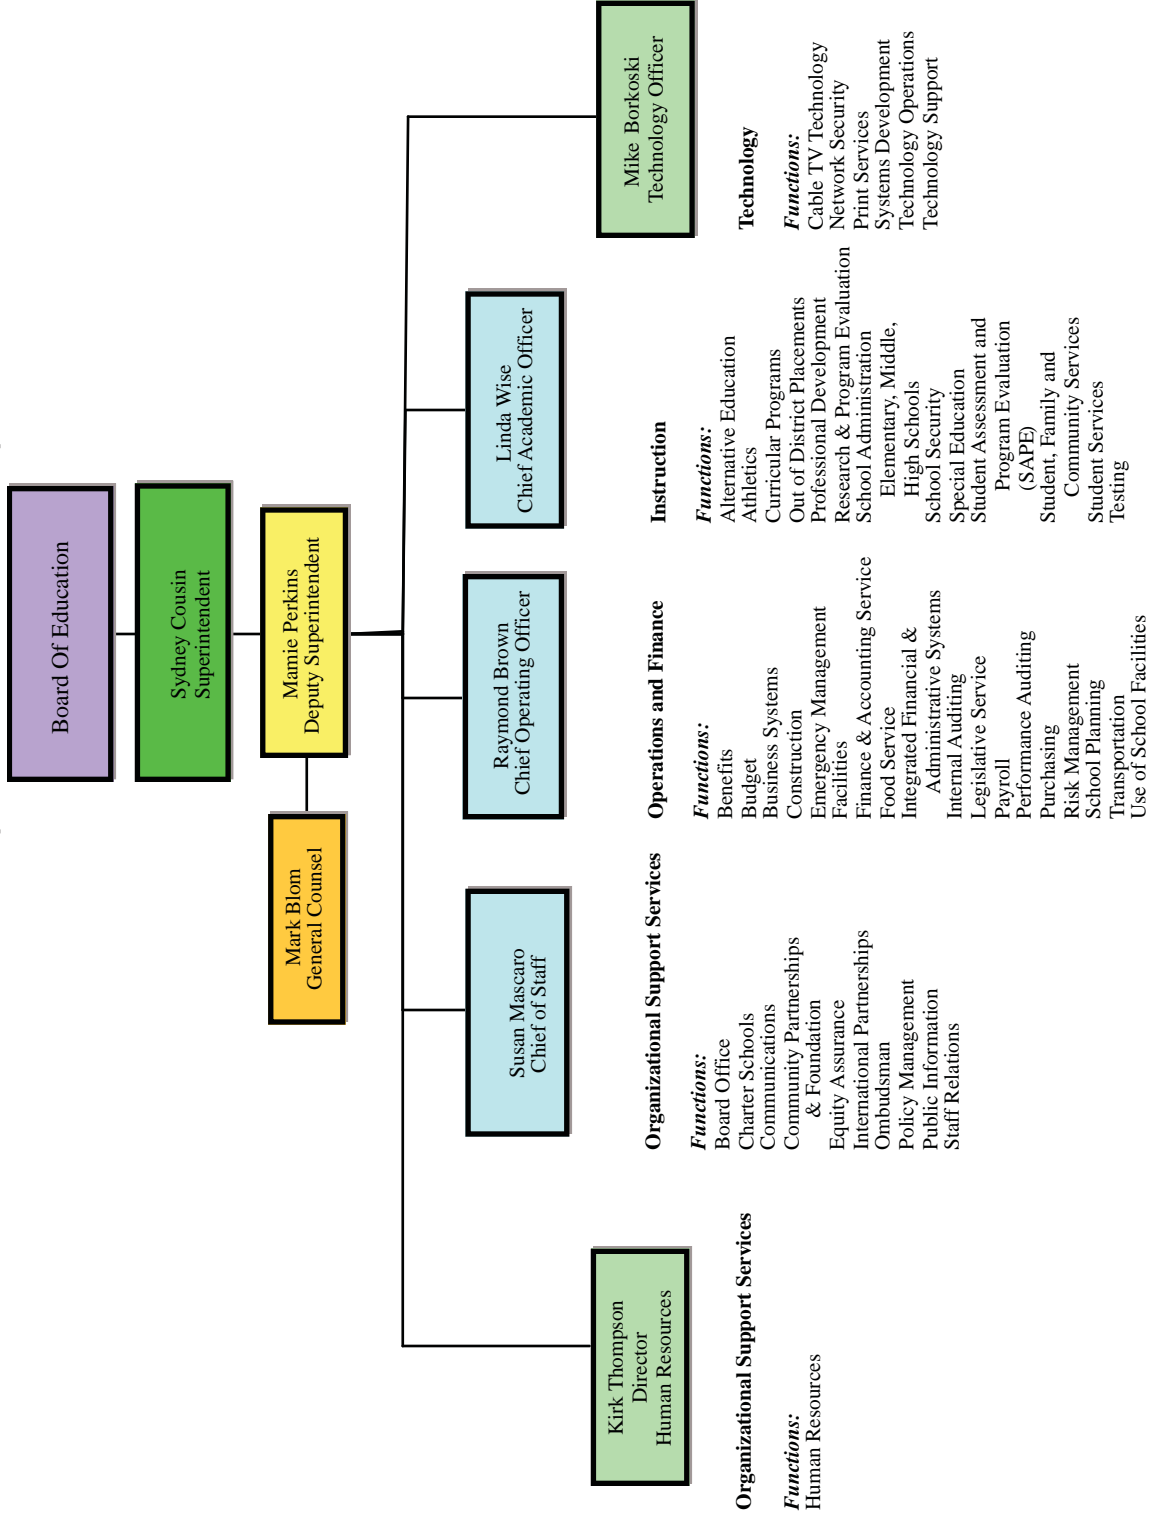 Board Of Education
Sydney Cousin
Superintendent
Mamie Perkins
Deputy Superintendent
Mark Blom
General Counsel
Kirk Thompson
Director
Human Resources
Organizational Support Services
Functions:
Human Resources
Susan Mascaro
Chief of Staff
Organizational Support Services
Functions:
Board Office
Charter Schools
Communications
Community Partnerships
& Foundation
Equity Assurance
International Partnerships
Ombudsman
Policy Management
Public Information
Staff Relations
Raymond Brown
Chief Operating Officer
Operations and Finance
Functions:
Benefits
Budget
Business Systems
Construction
Emergency Management
Facilities
Finance & Accounting Service
Food Service
Integrated Financial &
Administrative Systems
Internal Auditing
Legislative Service
Payroll
Performance Auditing
Purchasing
Risk Management
School Planning
Transportation
Use of School Facilities
Linda Wise
Chief Academic Officer
Instruction
Functions:
Alternative Education
Athletics
Curricular Programs
Out of District Placements
Professional Development
Research & Program Evaluation
School Administration
Elementary, Middle,
High Schools
School Security
Special Education
Student Assessment and
Program Evaluation
(SAPE)
Student, Family and
Community Services
Student Services
Testing
Mike Borkoski
Technology Officer
Technology
Functions:
Cable TV Technology
Network Security
Print Services
Systems Development
Technology Operations
Technology Support